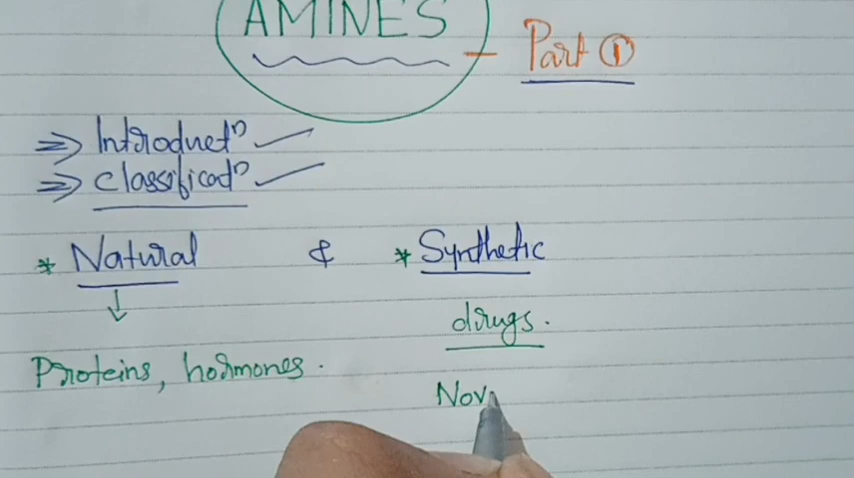 AMINES
- Part ①
⇒ Introductⁿ
⇒ Classificatⁿ
* Natural & * Synthetic
↓ drugs.
Proteins, hormones.
Nov